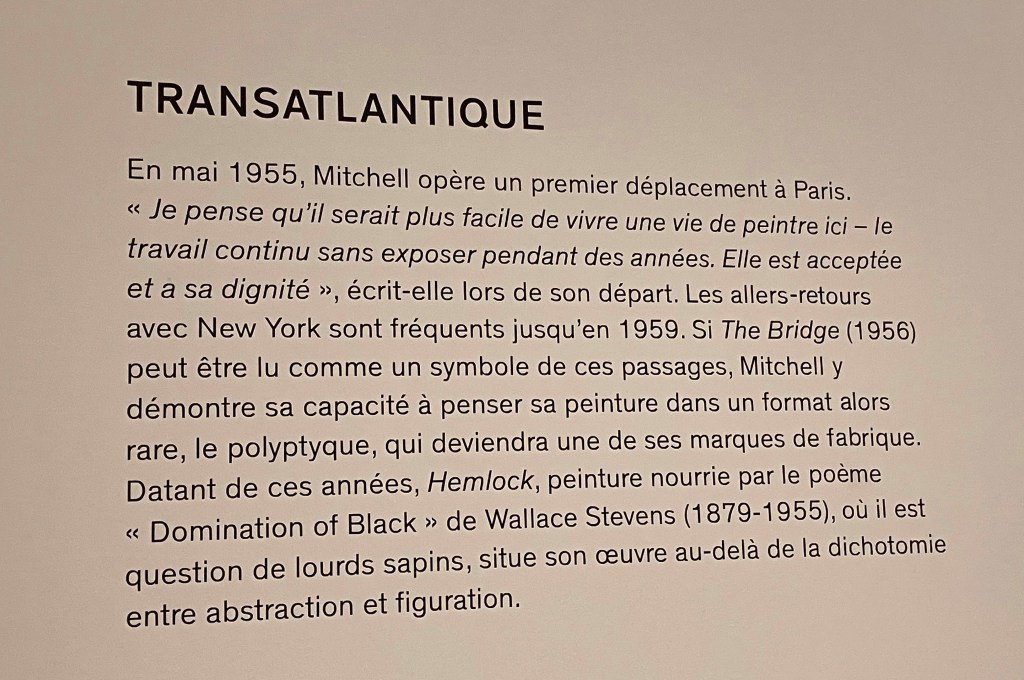 TRANSATLANTIQUE
En mai 1955, Mitchell opère un premier déplacement à Paris.
« Je pense qu’il serait plus facile de vivre une vie de peintre ici – le
travail continu sans exposer pendant des années. Elle est acceptée
et a sa dignité », écrit-elle lors de son départ. Les allers-retours
avec New York sont fréquents jusqu’en 1959. Si The Bridge (1956)
peut être lu comme un symbole de ces passages, Mitchell y
démontre sa capacité à penser sa peinture dans un format alors
rare, le polyptyque, qui deviendra une de ses marques de fabrique.
Datant de ces années, Hemlock, peinture nourrie par le poème
« Domination of Black » de Wallace Stevens (1879-1955), où il est
question de lourds sapins, situe son œuvre au-delà de la dichotomie
entre abstraction et figuration.